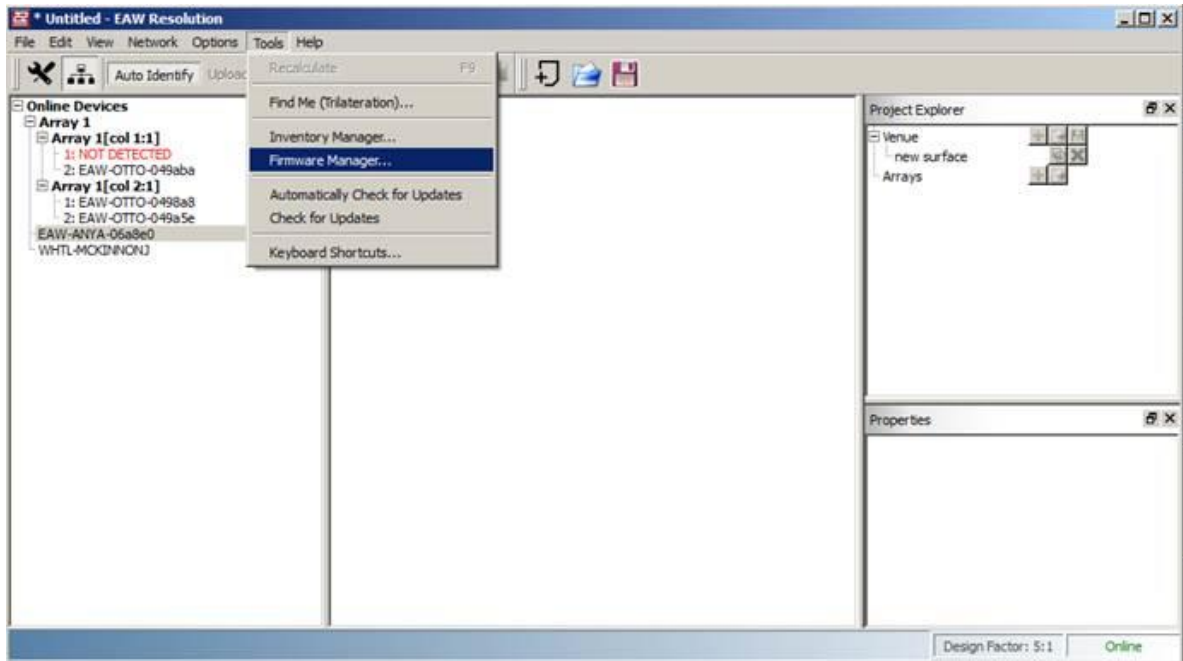 * Untitled - EAW Resolution
File Edit View Network Options Tools Help
Auto Identify
Recalculate F9
Find Me (Trilateration)...
Inventory Manager...
Firmware Manager...
Automatically Check for Updates
Check for Updates
Keyboard Shortcuts...
Online Devices
Array 1
Array 1[col 1:1]
1: NOT DETECTED
2: EAW-OTTO-049aba
Array 1[col 2:1]
1: EAW-OTTO-0498a8
2: EAW-OTTO-049a5e
EAW-ANYA-06a8e0
WHTL-MCKINNONJ
Project Explorer
Venue
new surface
Arrays
Properties
Design Factor: 5:1
Online